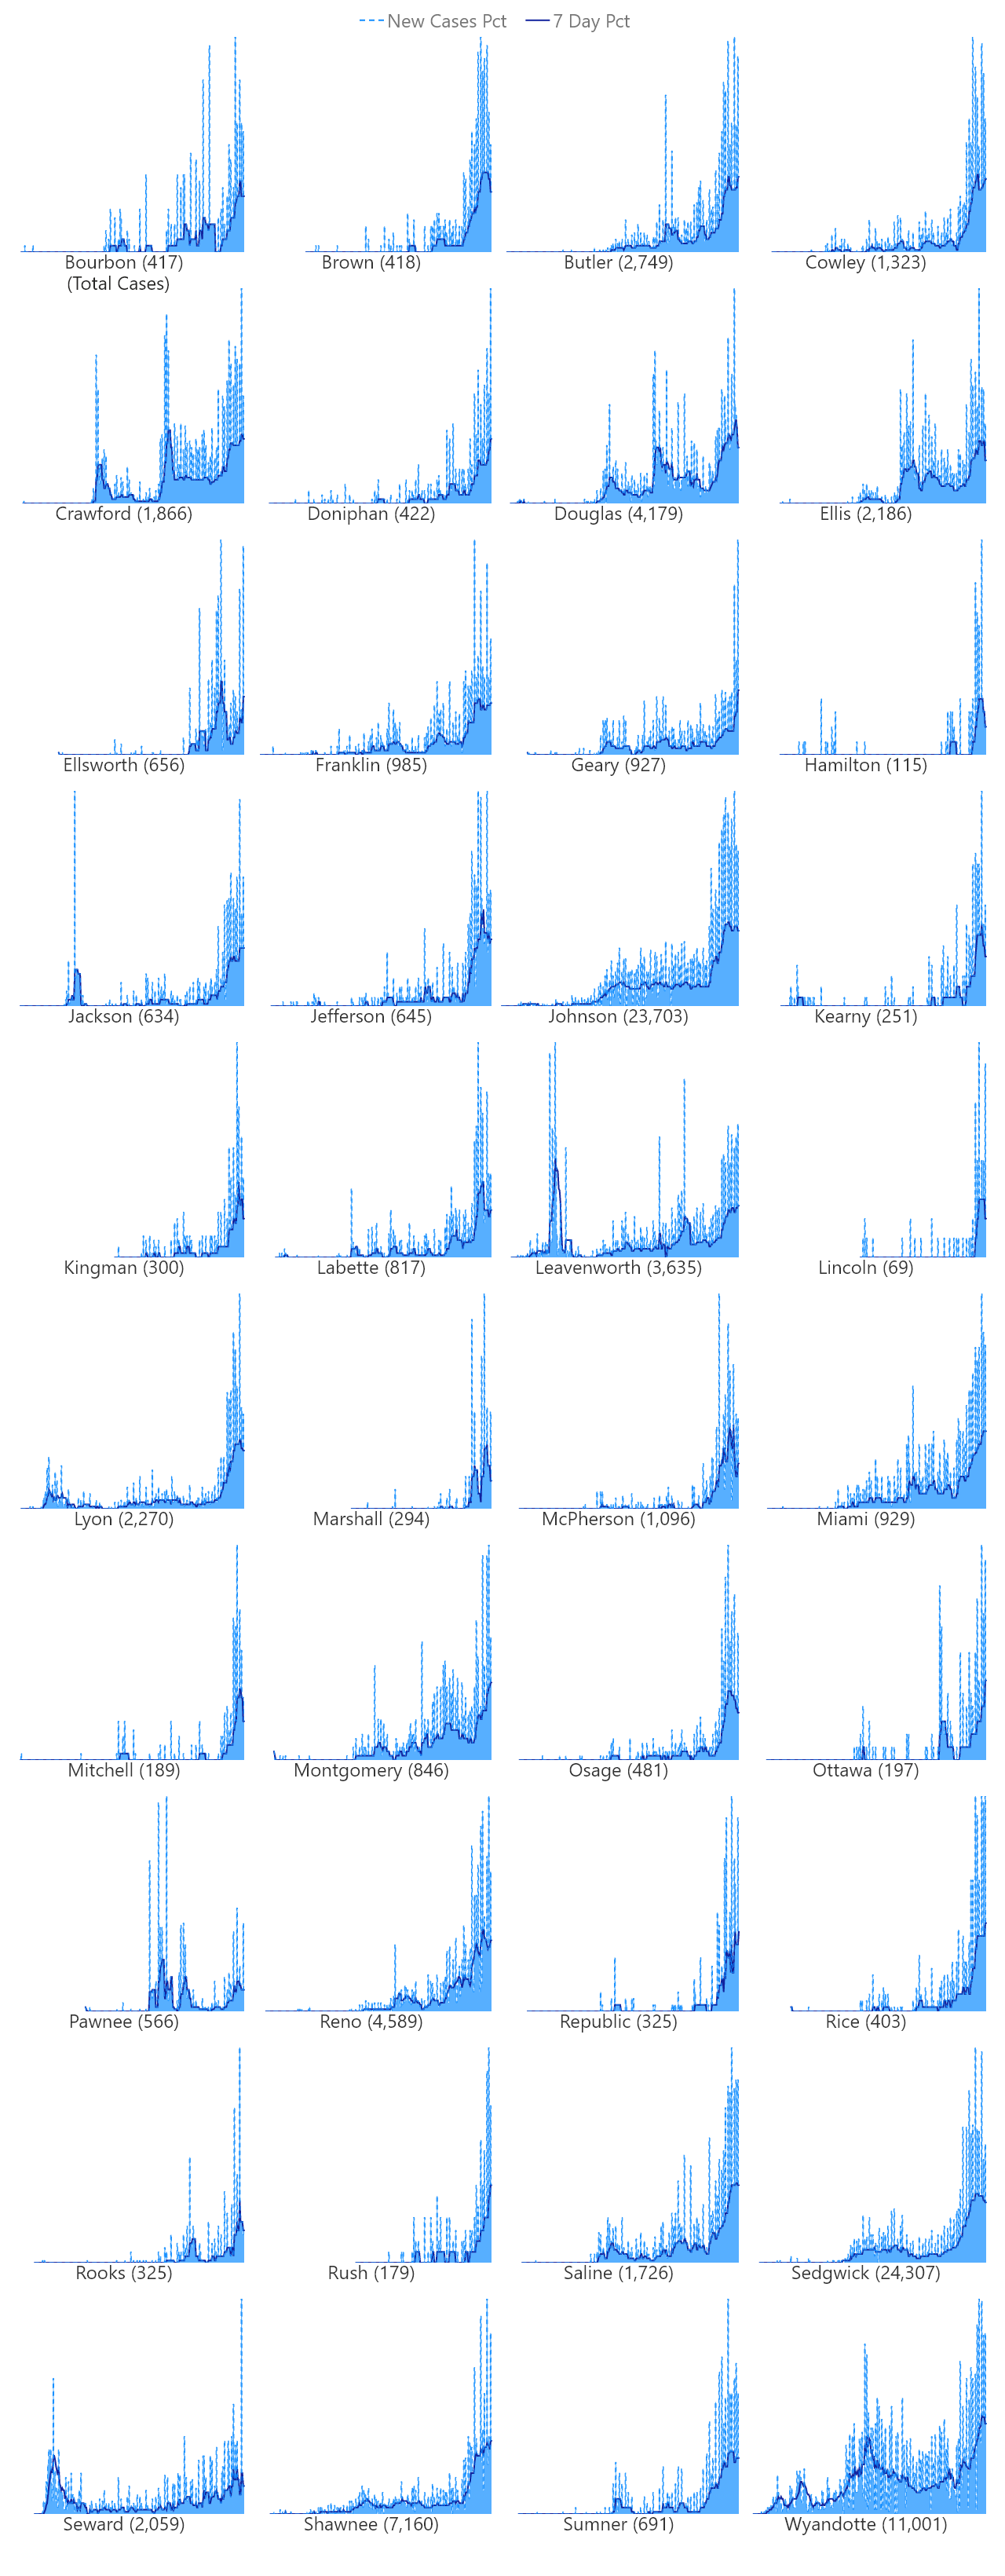 New Cases Pct 7 Day Pct
Bourbon (417) Brown (418) Butler (2,749) Cowley (1,323)
(Total Cases)
Crawford (1,866) Doniphan (422) Douglas (4,179) Ellis (2,186)
Ellsworth (656) Franklin (985) Geary (927) Hamilton (115)
Jackson (634) Jefferson (645) Johnson (23,703) Kearny (251)
Kingman (300) Labette (817) Leavenworth (3,635) Lincoln (69)
Lyon (2,270) Marshall (294) McPherson (1,096) Miami (929)
Mitchell (189) Montgomery (846) Osage (481) Ottawa (197)
Pawnee (566) Reno (4,589) Republic (325) Rice (403)
Rooks (325) Rush (179) Saline (1,726) Sedgwick (24,307)
Seward (2,059) Shawnee (7,160) Sumner (691) Wyandotte (11,001)